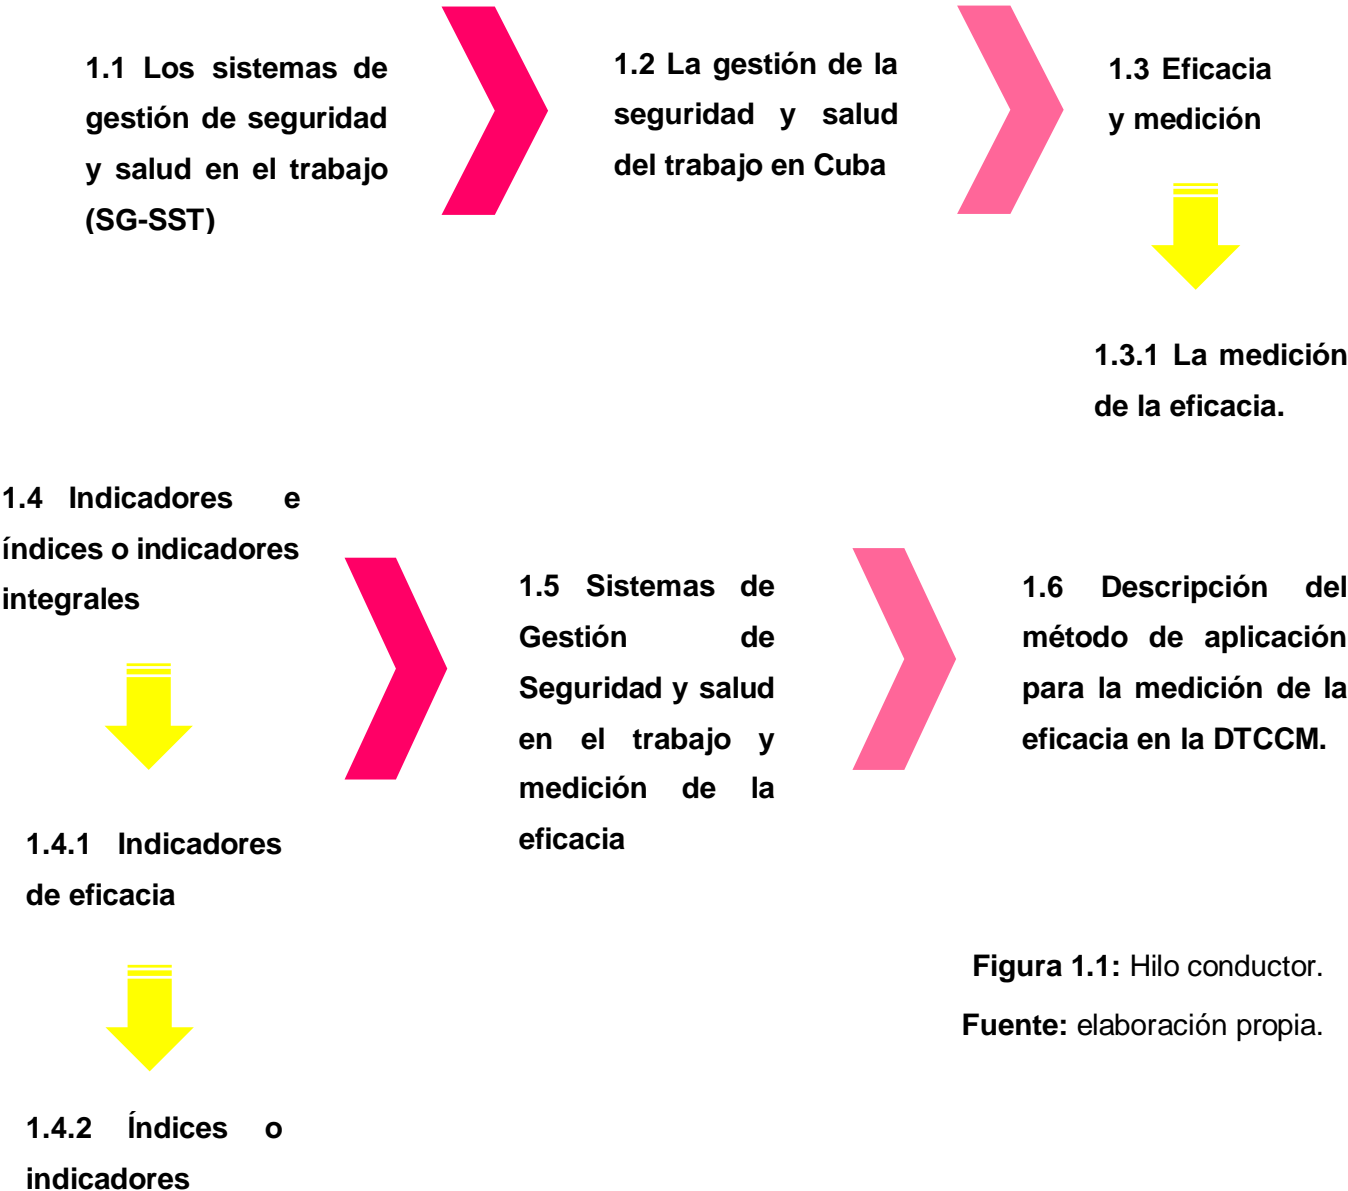 1.1 Los sistemas de
gestión de seguridad
y salud en el trabajo
(SG-SST)
1.2 La gestión de la
seguridad y salud
del trabajo en Cuba
1.3 Eficacia
y medición
1.3.1 La medición
de la eficacia.
1.4 Indicadores e
índices o indicadores
integrales
1.4.1 Indicadores
de eficacia
1.4.2 Índices o
indicadores
1.5 Sistemas de
Gestión de
Seguridad y salud
en el trabajo y
medición de la
eficacia
1.6 Descripción del
método de aplicación
para la medición de la
eficacia en la DTCCM.
Figura 1.1: Hilo conductor.
Fuente: elaboración propia.